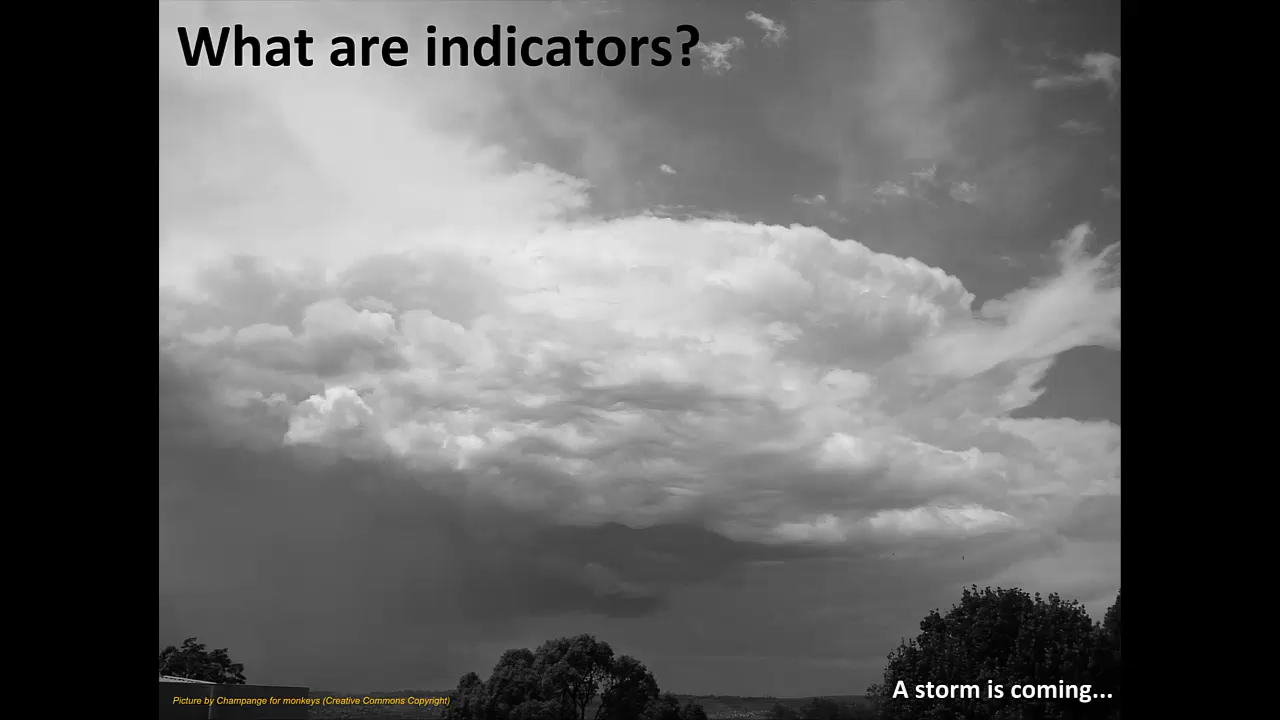 What are indicators?
A storm is coming...
Picture by Champange for monkeys (Creative Commons Copyright)